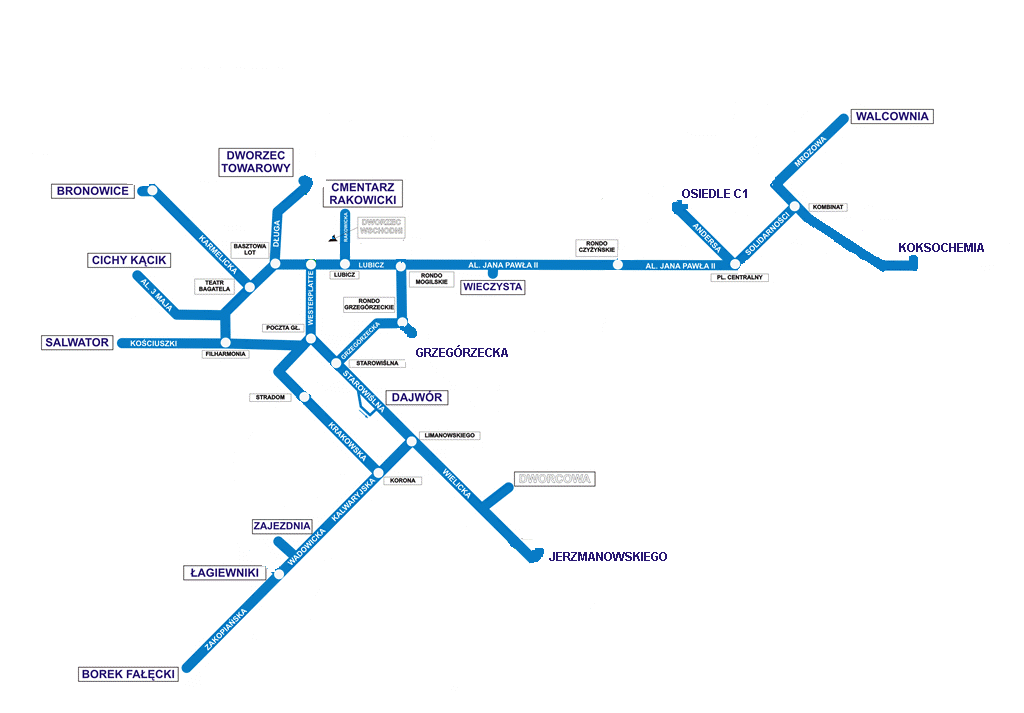 WALCOWNIA
MROZOWA
DWORZEC
TOWAROWY
BRONOWICE
CMENTARZ
RAKOWICKI
OSIEDLE C1
KOMBINAT
RAKOWICKA
DWORZEC
WSCHODNI
DŁUGA
KARMELICKA
ANDERSA
SOLIDARNOŚCI
BASZTOWA
LOT
RONDO
CZYŻYŃSKIE
KOKSOCHEMIA
CICHY KĄCIK
LUBICZ
AL. JANA PAWŁA II
AL. JANA PAWŁA II
LUBICZ
RONDO
MOGILSKIE
PL. CENTRALNY
AL. 3 MAJA
TEATR
BAGATELA
WESTERPLATTE
WIECZYSTA
RONDO
GRZEGÓRZECKIE
POCZTA GŁ.
SALWATOR
KOŚCIUSZKI
FILHARMONIA
GRZEGÓRZECKA
GRZEGÓRZECKA
STAROWIŚLNA
STAROWIŚLNA
STRADOM
DAJWÓR
KRAKOWSKA
LIMANOWSKIEGO
KORONA
WIELICKA
DWORCOWA
KALWARYJSKA
ZAJEZDNIA
WADOWICKA
JERZMANOWSKIEGO
ŁAGIEWNIKI
ZAKOPIAŃSKA
BOREK FAŁĘCKI